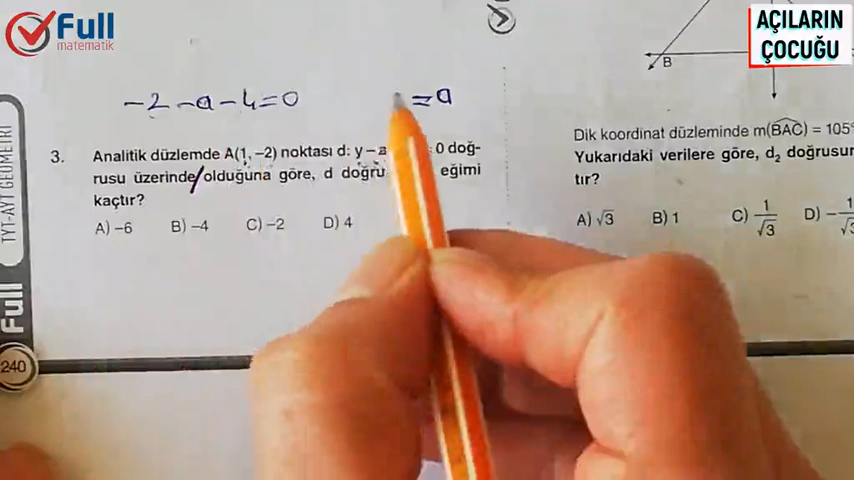 Full
matematik
AÇILARIN
ÇOCUĞU
B
-2 -a -4=0
=a
3. Analitik düzlemde A(1, -2) noktası d: y - a 0 doğ-
rusu üzerinde olduğuna göre, d doğru eğimi
kaçtır?
A) -6 B) -4 C) -2 D) 4
Dik koordinat düzleminde m(BAC) = 105°
Yukarıdaki verilere göre, d₂ doğrusun
tır?
A) √3 B) 1 C) 1/√3 D) -1/√3
TYT-AYT GEOMETRİ
Full
240